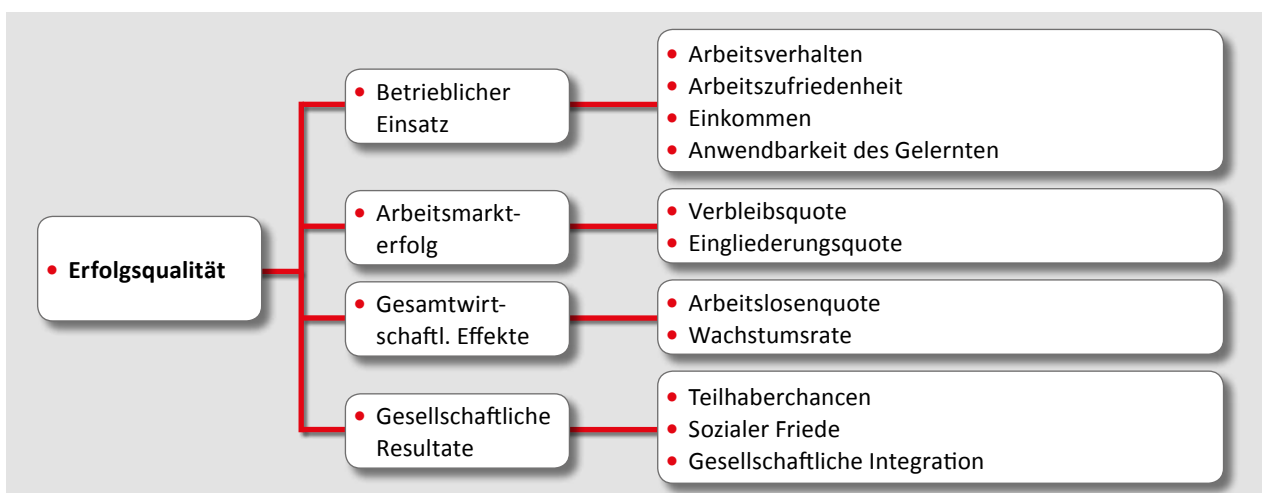 Erfolgsqualität
Betrieblicher
Einsatz
Arbeitsverhalten
Arbeitszufriedenheit
Einkommen
Anwendbarkeit des Gelernten
Arbeitsmarkt-
erfolg
Verbleibsquote
Eingliederungsquote
Gesamtwirt-
schaftl. Effekte
Arbeitslosenquote
Wachstumsrate
Gesellschaftliche
Resultate
Teilhaberchancen
Sozialer Friede
Gesellschaftliche Integration